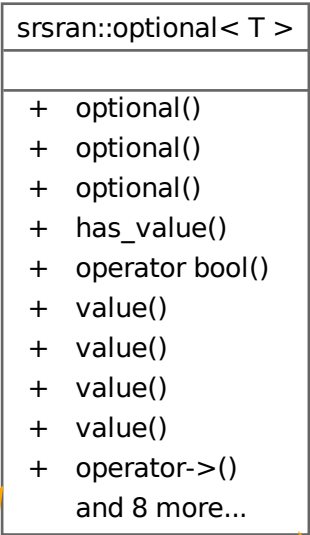 srsran::optional< T >
+ optional()
+ optional()
+ optional()
+ has_value()
+ operator bool()
+ value()
+ value()
+ value()
+ value()
+ operator->()
and 8 more...